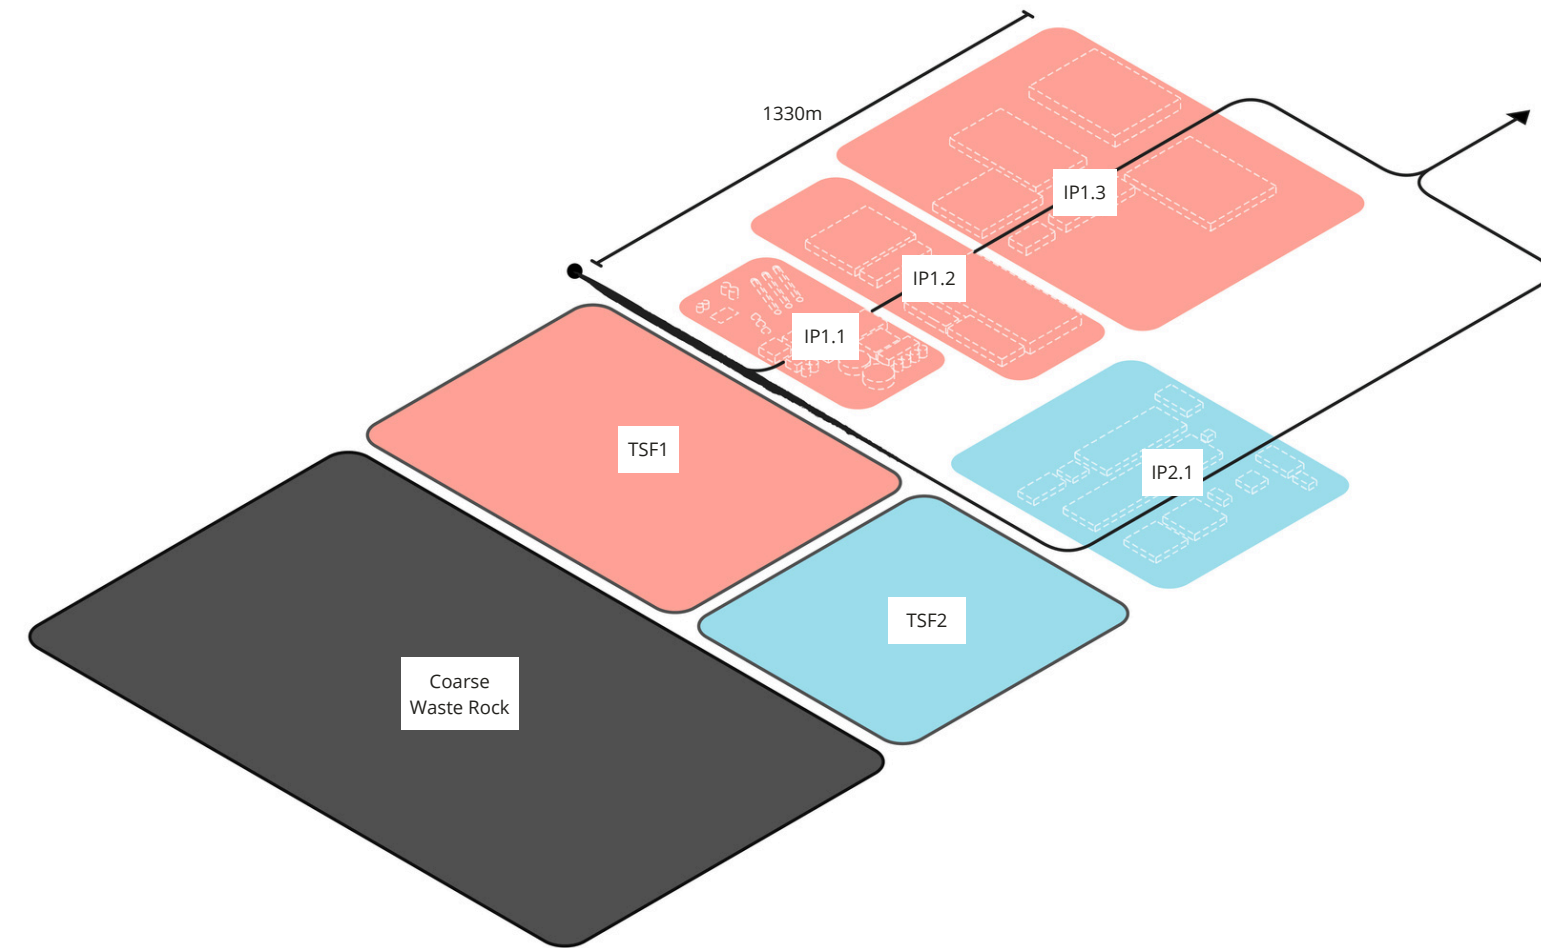 1330m
IP1.3
IP1.2
IP1.1
TSF1
IP2.1
TSF2
Coarse
Waste Rock